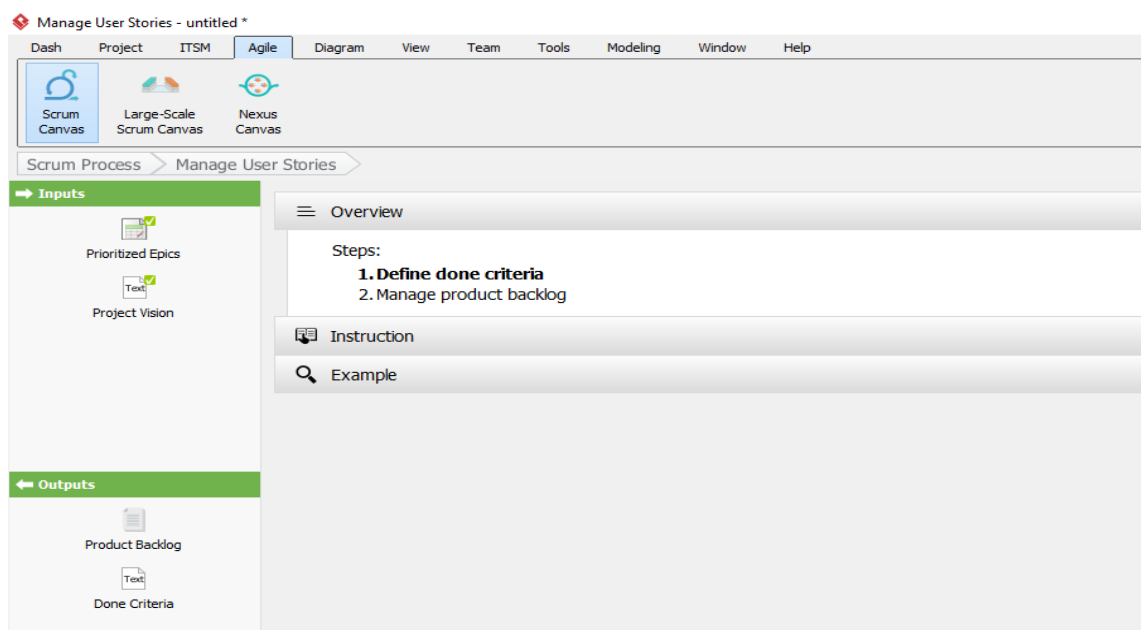 Manage User Stories - untitled *
Dash Project ITSM Agile Diagram View Team Tools Modeling Window Help
Scrum Canvas
Large-Scale Scrum Canvas
Nexus Canvas
Scrum Process
Manage User Stories
Inputs
Prioritized Epics
Text
Project Vision
Overview
Steps:
1. Define done criteria
2. Manage product backlog
Instruction
Example
Outputs
Product Backlog
Text
Done Criteria